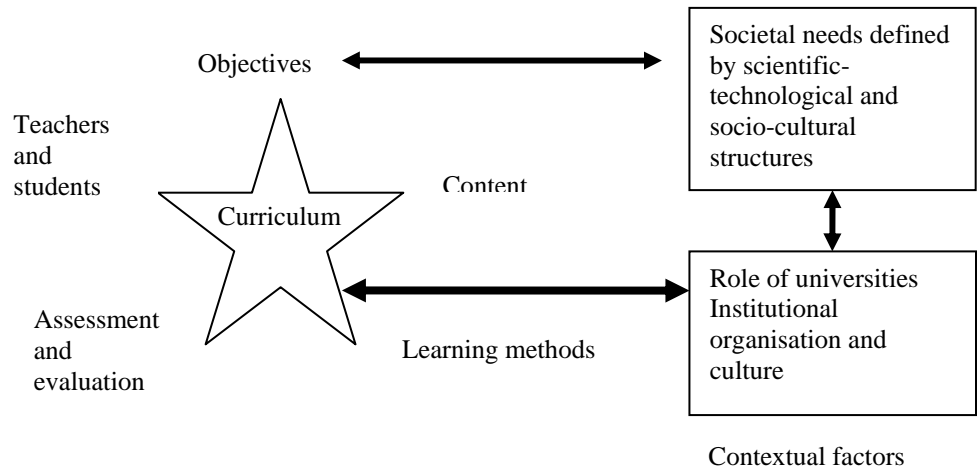 Objectives
Societal needs defined
by scientific-
technological and
socio-cultural
structures
Teachers
and
students
Content
Curriculum
Role of universities
Institutional
organisation and
culture
Assessment
and
evaluation
Learning methods
Contextual factors